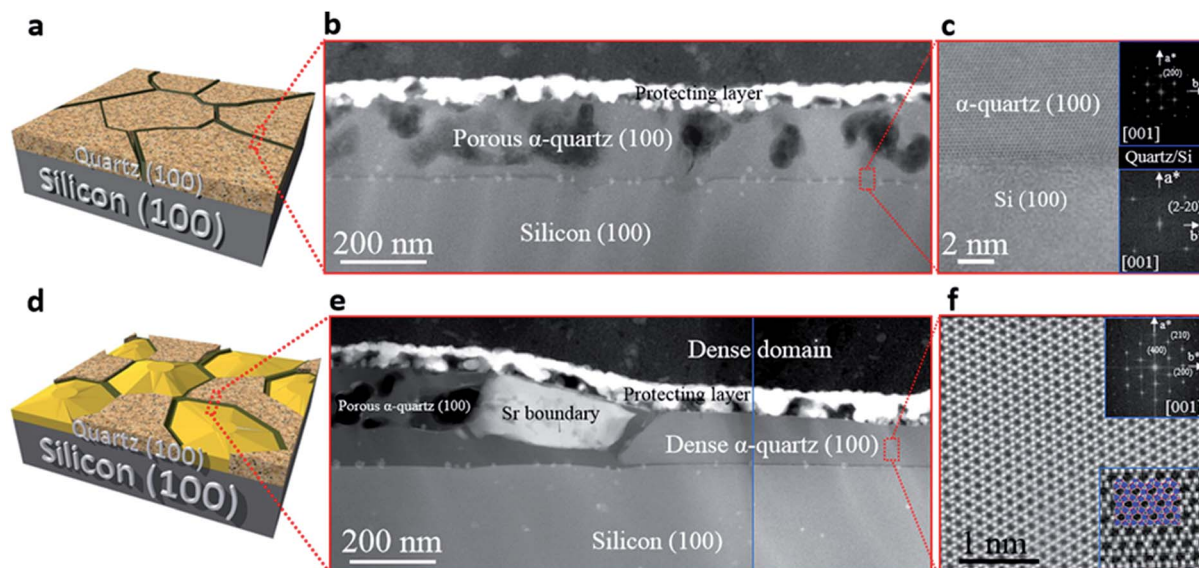 a
Quartz (100)
Silicon (100)
b
Protecting layer
Porous α-quartz (100)
Silicon (100)
200 nm
c
α-quartz (100)
Si (100)
2 nm
a*
(200)
b
[001]
Quartz/Si
a*
(2-20)
b
[001]
d
Quartz (100)
Silicon (100)
e
Dense domain
Protecting layer
Porous α-quartz (100)
Sr boundary
Dense α-quartz (100)
Silicon (100)
200 nm
f
a*
(210)
(400)
b
(200)
[001]
1 nm